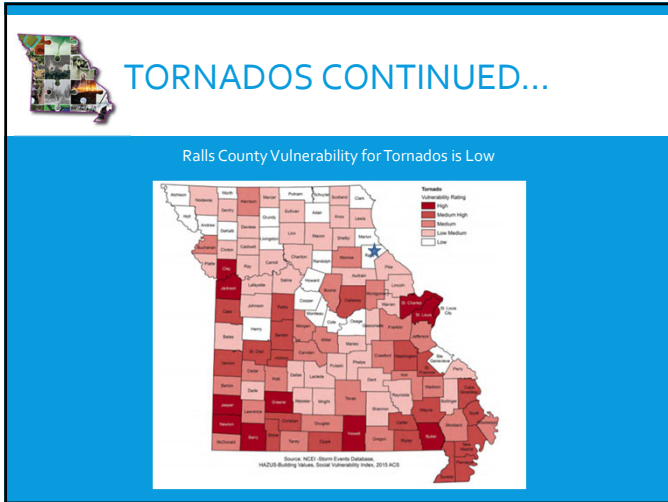 TORNADOS CONTINUED...
Ralls County Vulnerability for Tornados is Low
Tornado
Vulnerability Rating
High
Medium High
Medium
Low Medium
Low
Atchison
Nodaway
Worth
Harrison
Mercer
Putnam
Schuyler
Scotland
Clark
Holt
Gentry
Sullivan
Adair
Knox
Lewis
Andrew
DeKalb
Daviess
Grundy
Linn
Macon
Shelby
Marion
Buchanan
Clinton
Caldwell
Livingston
Chariton
Randolph
Monroe
Ralls
Platte
Clay
Ray
Carroll
Audrain
Pike
Jackson
Lafayette
Saline
Howard
Boone
Callaway
Montgomery
Lincoln
Warren
St. Charles
St. Louis
St. Louis
City
Cass
Johnson
Pettis
Cooper
Moniteau
Cole
Osage
Gasconade
Franklin
Jefferson
Bates
Henry
Benton
Morgan
Miller
Maries
Crawford
Washington
Ste
Genevieve
St. Clair
Hickory
Camden
Phelps
Perry
Vernon
Cedar
Polk
Dallas
Laclede
Pulaski
Dent
Iron
Madison
Barton
Dade
Greene
Webster
Wright
Texas
Reynolds
Bollinger
Jasper
Lawrence
Shannon
Wayne
Newton
Christian
Douglas
Howell
Carter
Butler
Stoddard
Scott
McDonald
Barry
Stone
Taney
Ozark
Oregon
Ripley
Source: NCEI -Storm Events Database,
HAZUS-Building Values, Social Vulnerability Index, 2015 ACS